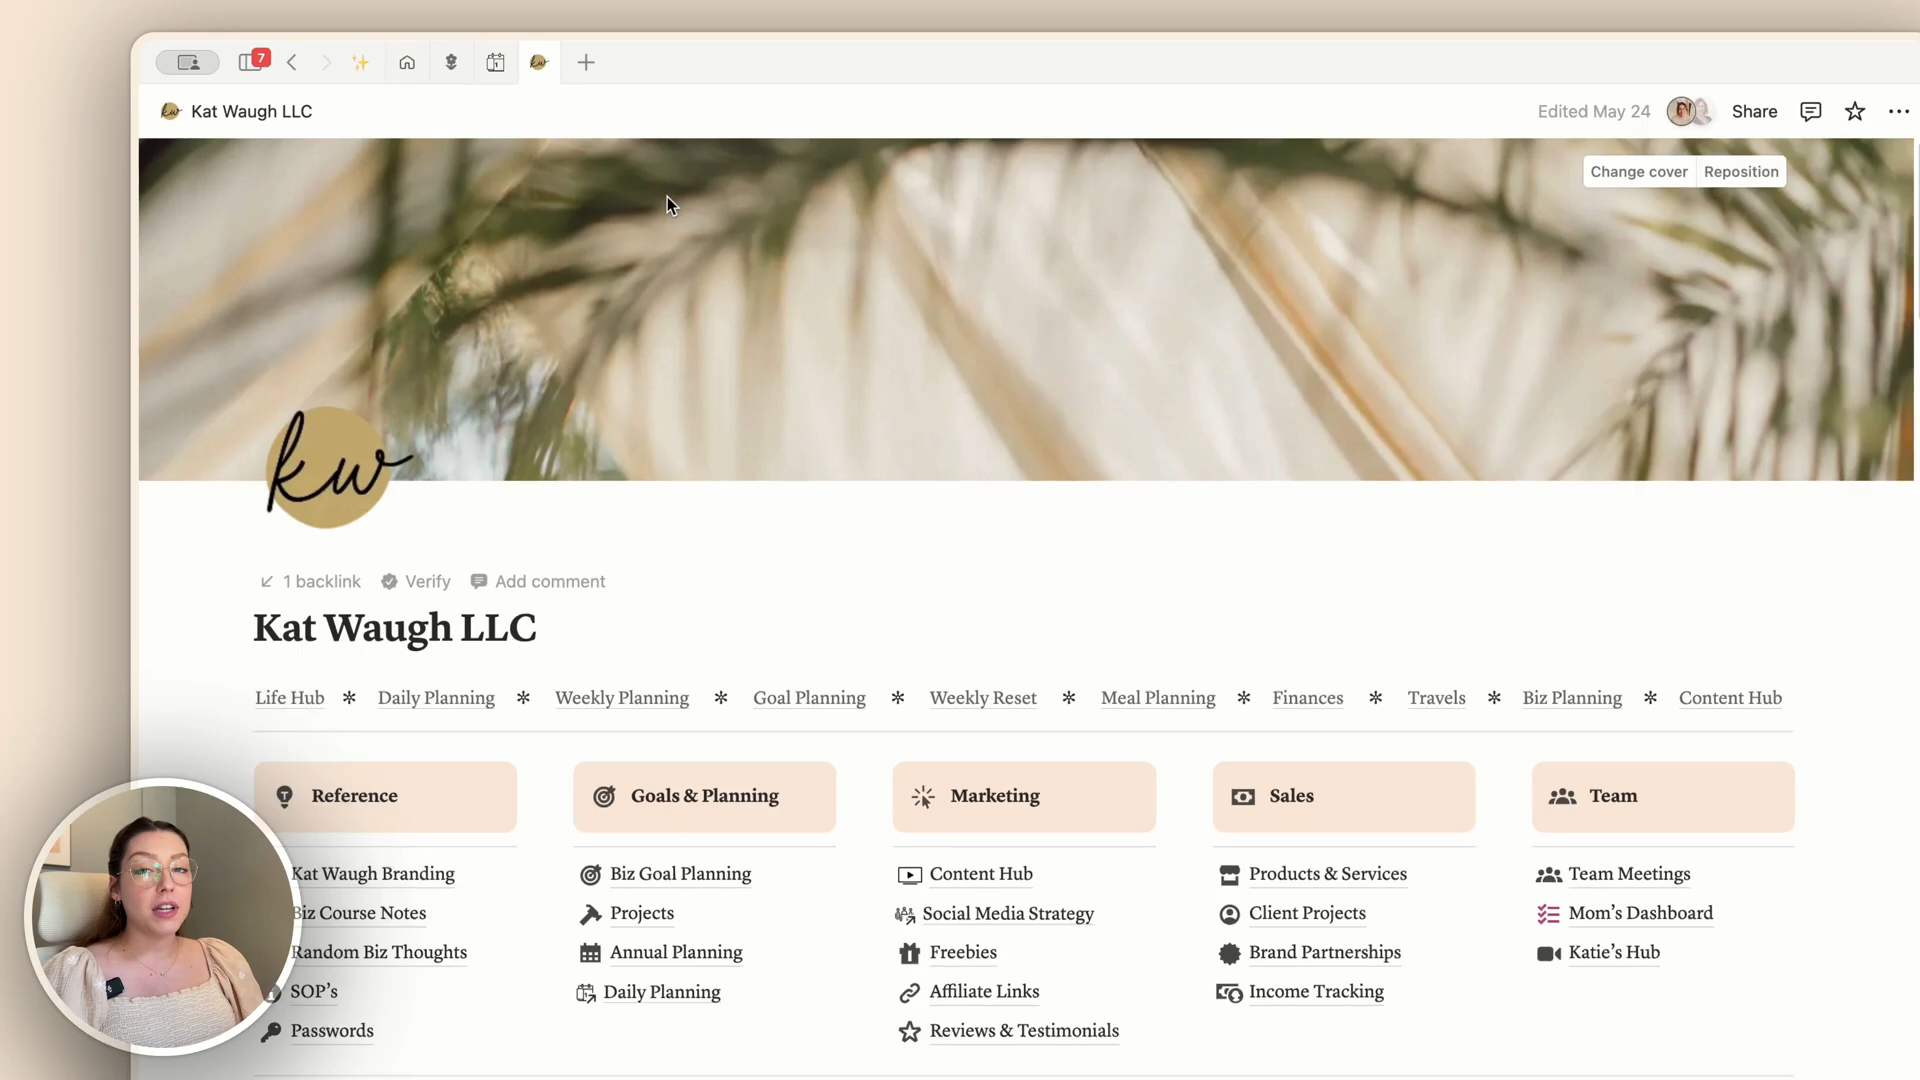 7
Kat Waugh LLC
Edited May 24
Share
Change cover
Reposition
kw
1 backlink Verify Add comment
Kat Waugh LLC
Life Hub * Daily Planning * Weekly Planning * Goal Planning * Weekly Reset * Meal Planning * Finances * Travels * Biz Planning * Content Hub
Reference
Kat Waugh Branding
Biz Course Notes
Random Biz Thoughts
SOP's
Passwords
Goals & Planning
Biz Goal Planning
Projects
Annual Planning
Daily Planning
Marketing
Content Hub
Social Media Strategy
Freebies
Affiliate Links
Reviews & Testimonials
Sales
Products & Services
Client Projects
Brand Partnerships
Income Tracking
Team
Team Meetings
Mom's Dashboard
Katie's Hub